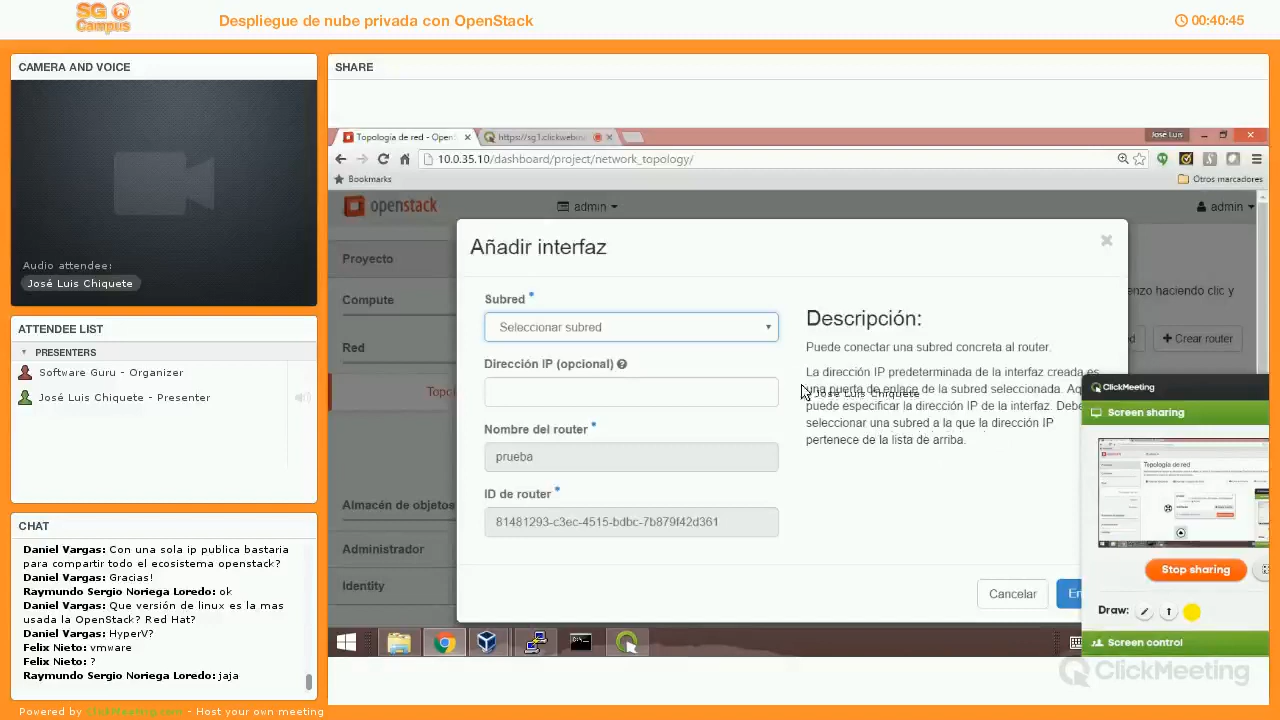 SG Campus
Despliegue de nube privada con OpenStack
00:40:45
CAMERA AND VOICE
Audio attendee:
José Luis Chiquete
ATTENDEE LIST
PRESENTERS
Software Guru - Organizer
José Luis Chiquete - Presenter
CHAT
Daniel Vargas: Con una sola ip publica bastaria
para compartir todo el ecosistema openstack?
Daniel Vargas: Gracias!
Raymundo Sergio Noriega Loredo: ok
Daniel Vargas: Que versión de linux es la mas
usada la OpenStack? Red Hat?
Daniel Vargas: HyperV?
Felix Nieto: vmware
Felix Nieto: ?
Raymundo Sergio Noriega Loredo: jaja
Powered by ClickMeeting.com - Host your own meeting
SHARE
Topología de red - Open
https://sg1.clickwebin
José Luis
10.0.35.10/dashboard/project/network_topology/
Bookmarks
Otros marcadores
openstack
admin
admin
Proyecto
Compute
Red
Topol
Almacén de objetos
Administrador
Identity
enzo haciendo clic y
Crear router
Añadir interfaz
Subred *
Seleccionar subred
Dirección IP (opcional)
Nombre del router *
prueba
ID de router *
81481293-c3ec-4515-bdbc-7b879f42d361
Descripción:
Puede conectar una subred concreta al router.
La dirección IP predeterminada de la interfaz creada es
una puerta de enlace de la subred seleccionada.
José Luis Chiquete
puede especificar la dirección IP de la interfaz. Debe
seleccionar una subred a la que la dirección IP
pertenece de la lista de arriba.
Cancelar
ClickMeeting
Screen sharing
Topología de red
Stop sharing
Draw:
Screen control
ClickMeeting